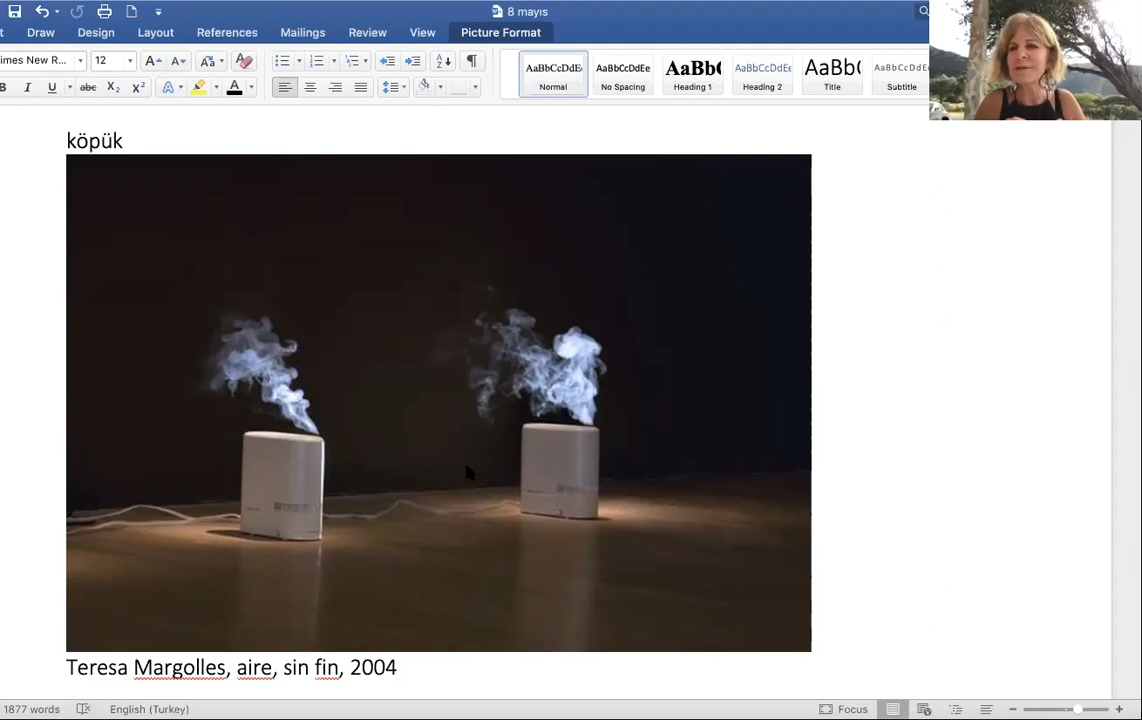 8 mayıs
Draw Design Layout References Mailings Review View Picture Format
imes New R... 12
AaBbCcDdE AaBbCcDdEe AaBb( AaBbCcDdE AaBb( AaBbCcDdEe
Normal No Spacing Heading 1 Heading 2 Title Subtitle
köpük
Teresa Margolles, aire, sin fin, 2004
1877 words English (Turkey) Focus